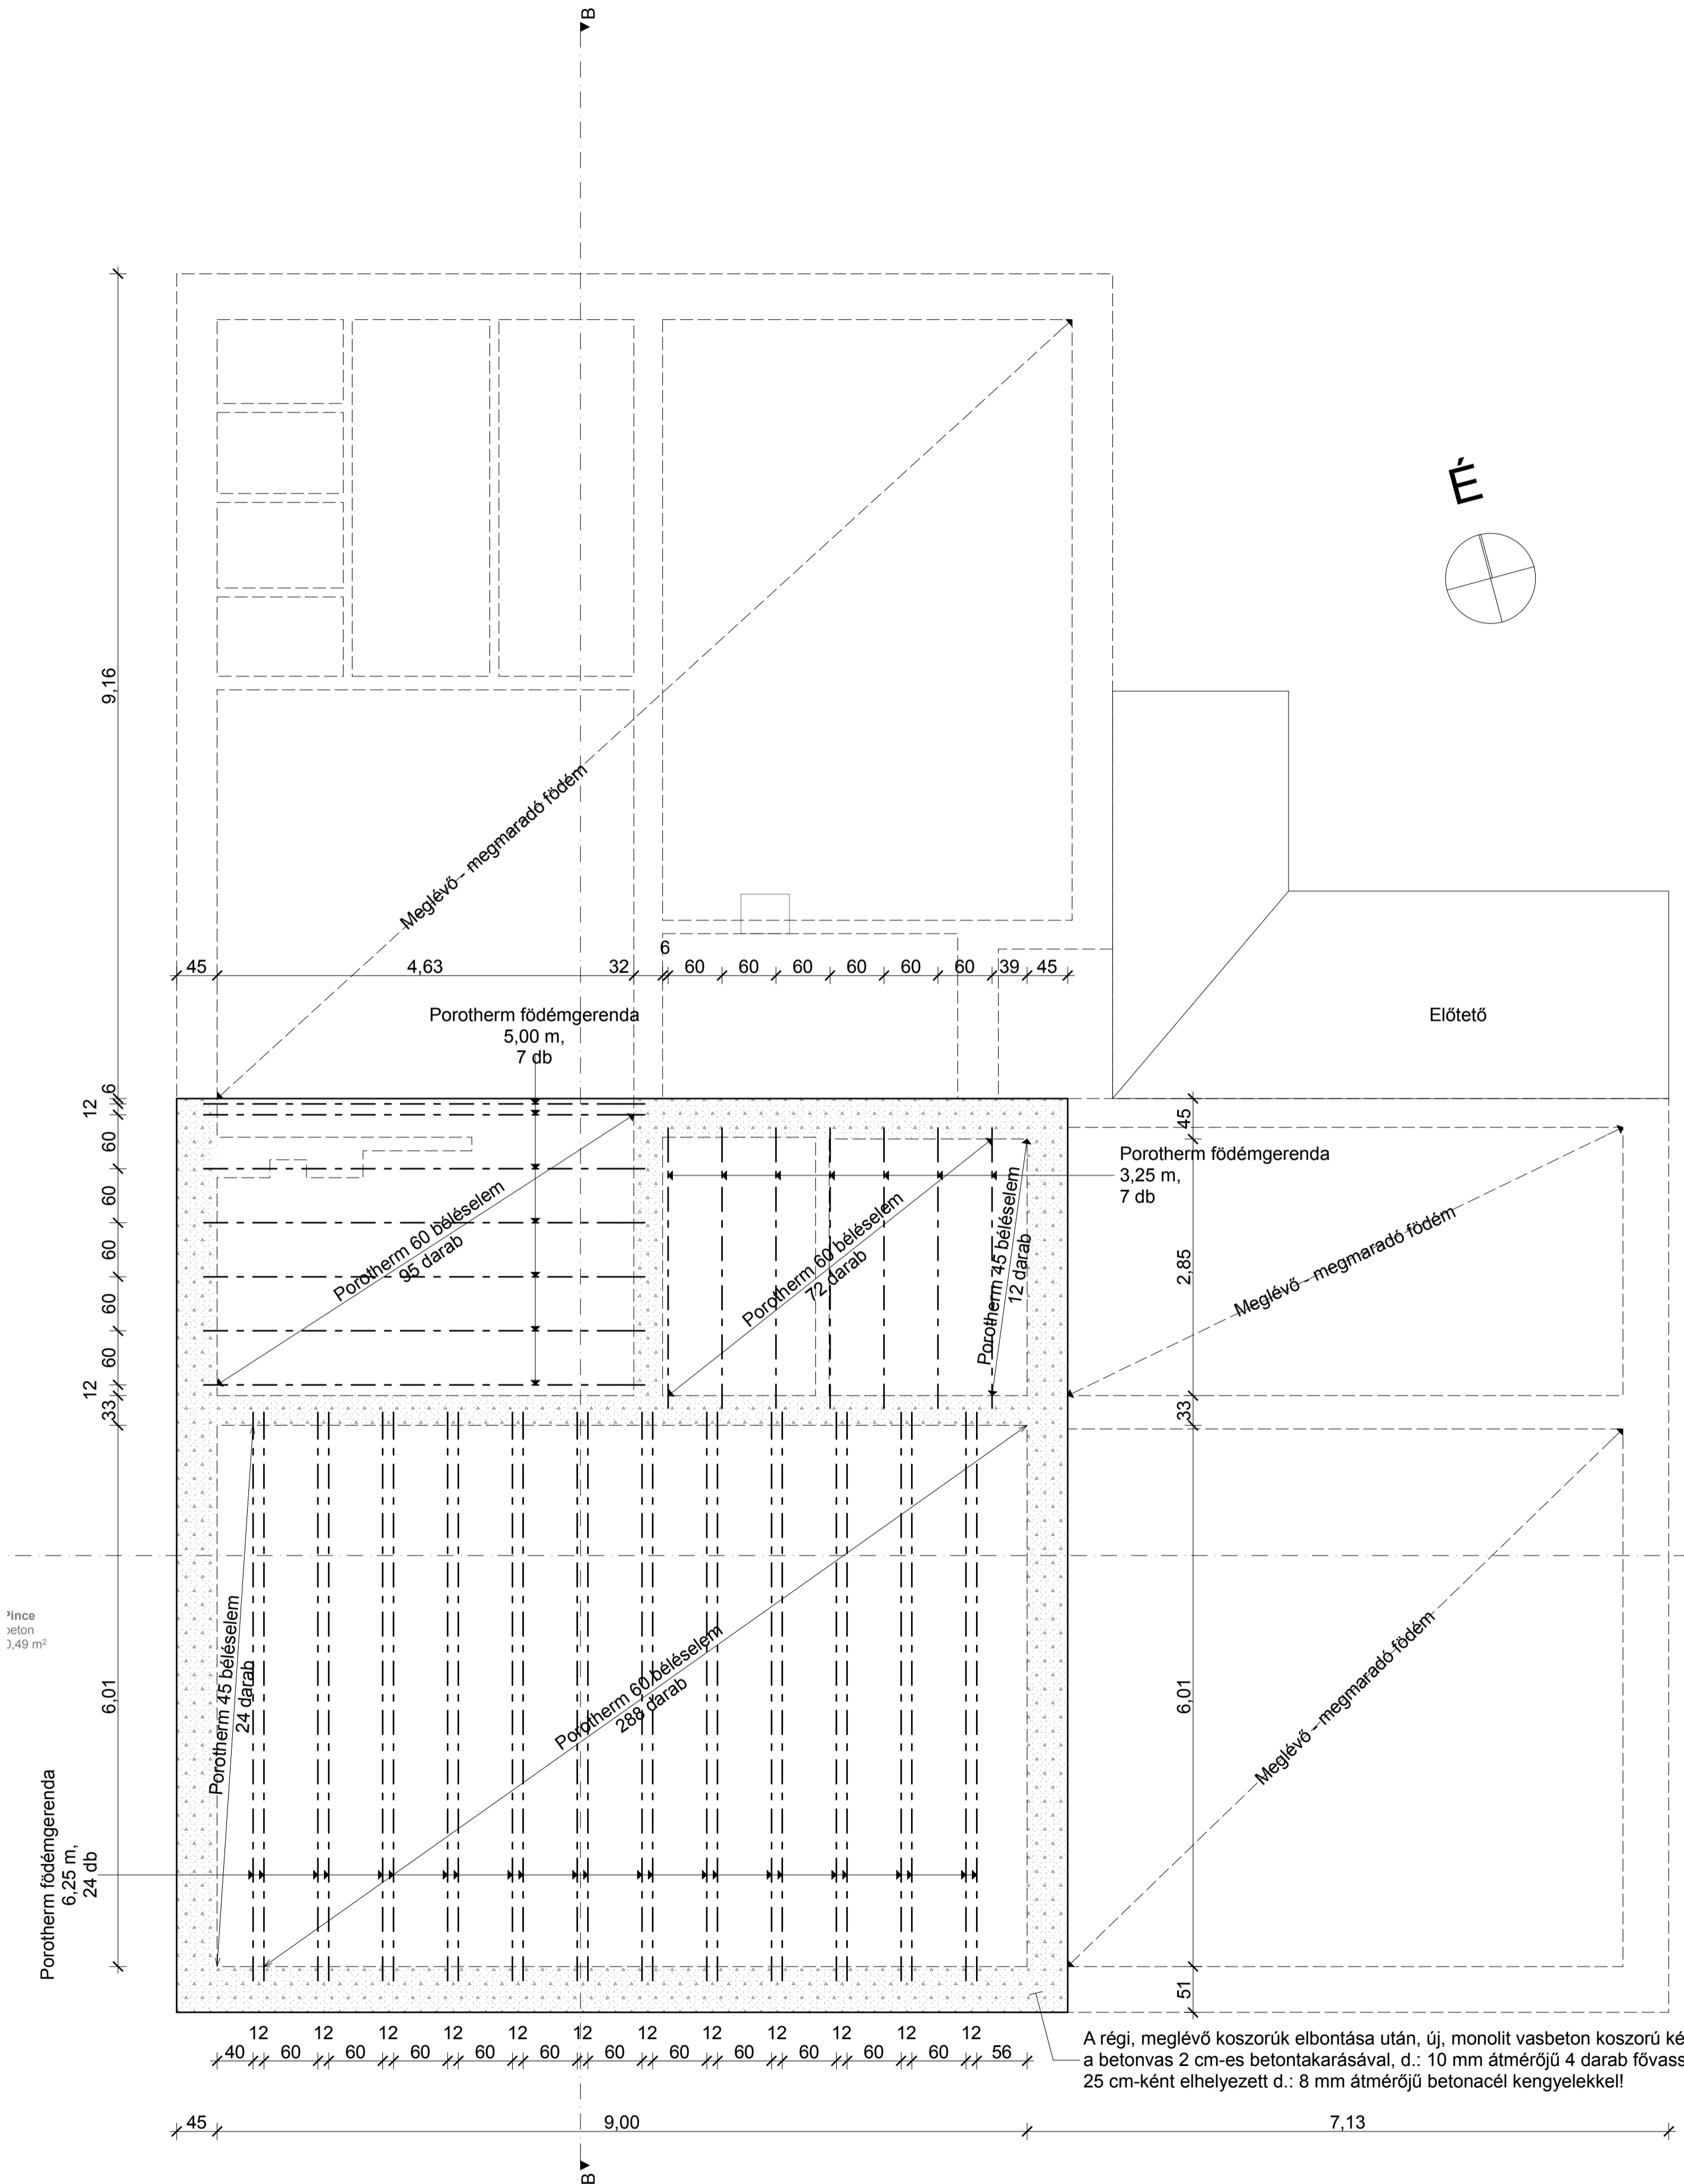 B
É
9,16
Meglévő - megmaradó födém
45
4,63
32
6
60
60
60
60
60
60
39
45
Porotherm födémgerenda
5,00 m,
7 db
Előtető
6
12
60
60
60
60
60
12
33
6,01
45
2,85
33
6,01
51
Porotherm födémgerenda
3,25 m,
7 db
Porotherm 60 béléselem
95 darab
Porotherm 60 béléselem
72 darab
Porotherm 45 béléselem
12 darab
Meglévő - megmaradó födém
Porotherm 45 béléselem
24 darab
Porotherm 60 béléselem
288 darab
Meglévő - megmaradó födém
Pince
beton
0,49 m²
Porotherm födémgerenda
6,25 m,
24 db
12
12
12
12
12
12
12
12
12
12
12
12
40
60
60
60
60
60
60
60
60
60
60
60
56
A régi, meglévő koszorúk elbontása után, új, monolit vasbeton koszorú ké
a betonvas 2 cm-es betontakarásával, d.: 10 mm átmérőjű 4 darab fővass
25 cm-ként elhelyezett d.: 8 mm átmérőjű betonacél kengyelekkel!
45
9,00
7,13
B